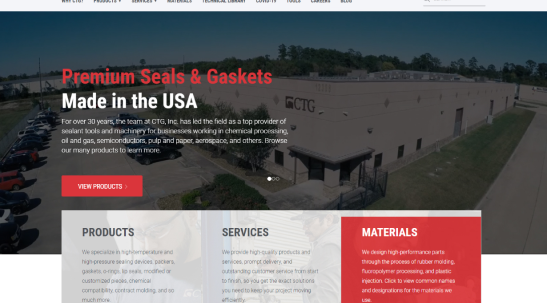 WHY CTG? PRODUCTS SERVICES MATERIALS TECHNICAL LIBRARY COVID-19 TOOLS CAREERS BLOG
Premium Seals & Gaskets
Made in the USA
For over 30 years, the team at CTG, Inc. has led the field as a top provider of
sealant tools and machinery for businesses working in chemical processing,
oil and gas, semiconductors, pulp and paper, aerospace, and others. Browse
our many products to learn more.
CTG
VIEW PRODUCTS ›
PRODUCTS
We specialize in high-temperature and
high-pressure sealing devices, packers,
gaskets, o-rings, lip seals, modified or
customized pieces, chemical
compatibility, contract molding, and so
much more.
SERVICES
We provide high-quality products and
services, prompt delivery, and
outstanding customer service from start
to finish, so you get the exact solutions
you need to keep your project moving
efficiently.
MATERIALS
We design high-performance parts
through the process of rubber molding,
fluoropolymer processing, and plastic
injection. Click to view common names
and designations for the materials we
use.